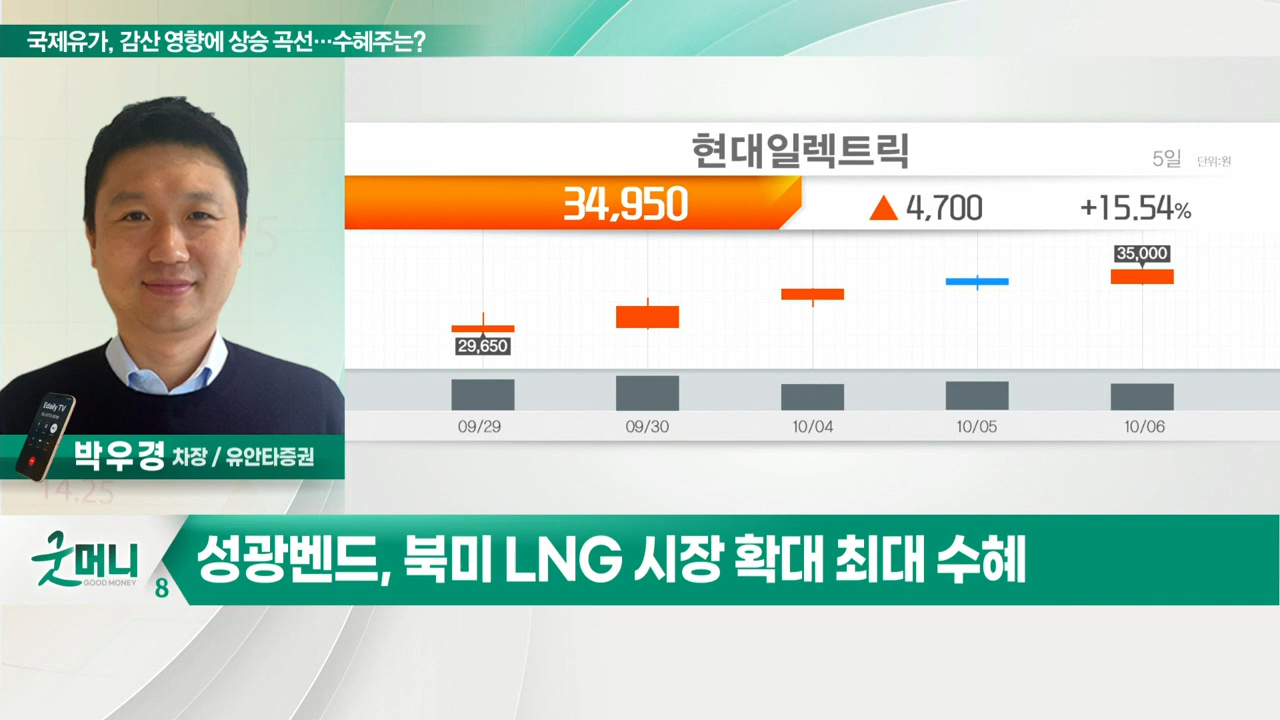 국제유가, 감산 영향에 상승 곡선…수혜주는?
현대일렉트릭
5일 단위:원
34,950 ▲ 4,700 +15.54%
35,000
29,650
09/29 09/30 10/04 10/05 10/06
Edaily TV
박우경 차장 / 유안타증권
14.25
굿머니
GOOD MONEY
8
성광벤드, 북미 LNG 시장 확대 최대 수혜